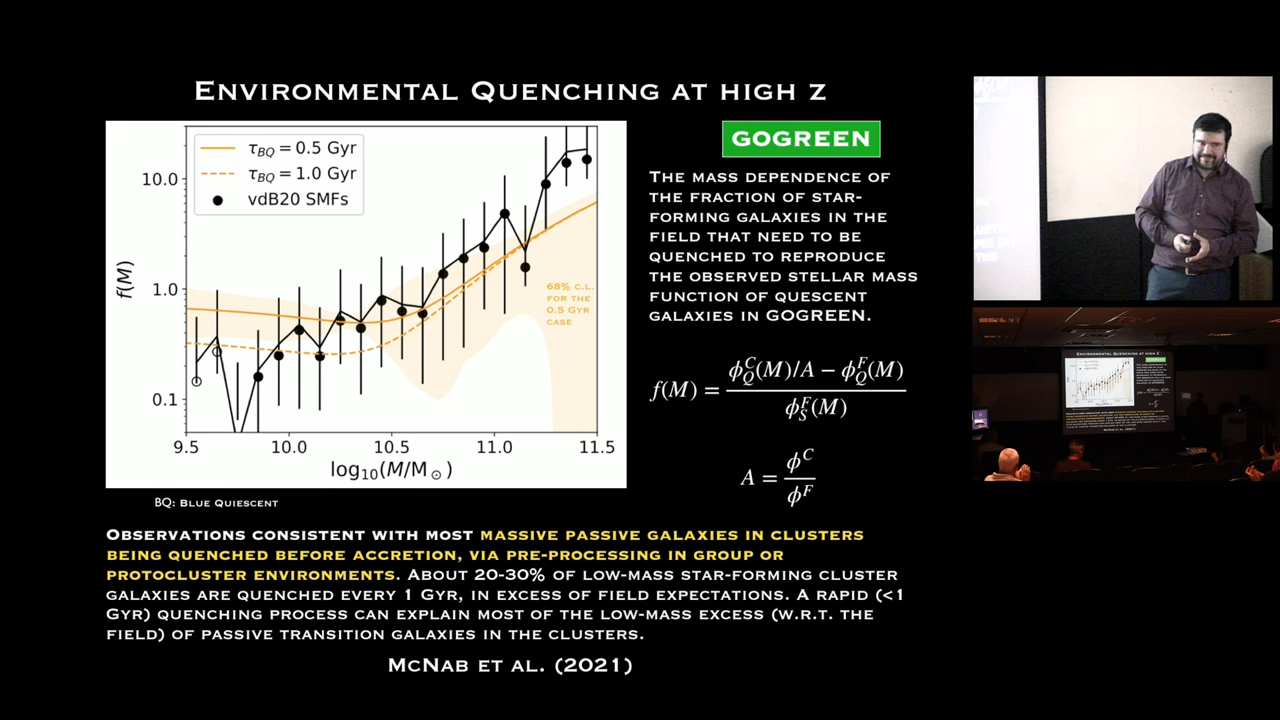 ENVIRONMENTAL QUENCHING AT HIGH Z
τ_BQ = 0.5 Gyr
τ_BQ = 1.0 Gyr
vdB20 SMFs
10.0
1.0
0.1
f(M)
68% C.L.
FOR THE
0.5 GYR
CASE
9.5 10.0 10.5 11.0 11.5
log₁₀(M/M⊙)
BQ: BLUE QUIESCENT
GOGREEN
THE MASS DEPENDENCE OF
THE FRACTION OF STAR-
FORMING GALAXIES IN THE
FIELD THAT NEED TO BE
QUENCHED TO REPRODUCE
THE OBSERVED STELLAR MASS
FUNCTION OF QUESCENT
GALAXIES IN GOGREEN.
f(M) = (ϕ_Q^C(M)/A − ϕ_Q^F(M)) / ϕ_S^F(M)
A = ϕ^C / ϕ^F
OBSERVATIONS CONSISTENT WITH MOST MASSIVE PASSIVE GALAXIES IN CLUSTERS
BEING QUENCHED BEFORE ACCRETION, VIA PRE-PROCESSING IN GROUP OR
PROTOCLUSTER ENVIRONMENTS. ABOUT 20-30% OF LOW-MASS STAR-FORMING CLUSTER
GALAXIES ARE QUENCHED EVERY 1 GYR, IN EXCESS OF FIELD EXPECTATIONS. A RAPID (<1
GYR) QUENCHING PROCESS CAN EXPLAIN MOST OF THE LOW-MASS EXCESS (W.R.T. THE
FIELD) OF PASSIVE TRANSITION GALAXIES IN THE CLUSTERS.
MCNAB ET AL. (2021)
ENVIRONMENTAL QUENCHING AT HIGH Z